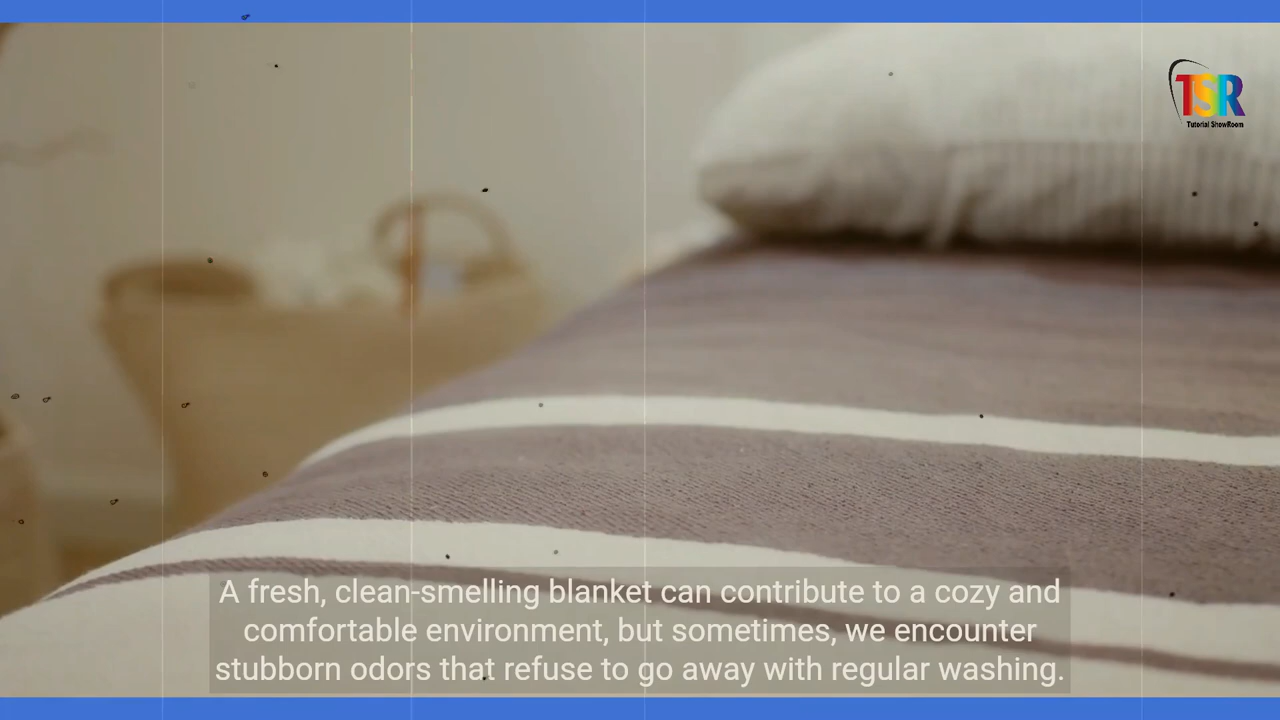 TSR
Tutorial ShowRoom
A fresh, clean-smelling blanket can contribute to a cozy and
comfortable environment, but sometimes, we encounter
stubborn odors that refuse to go away with regular washing.